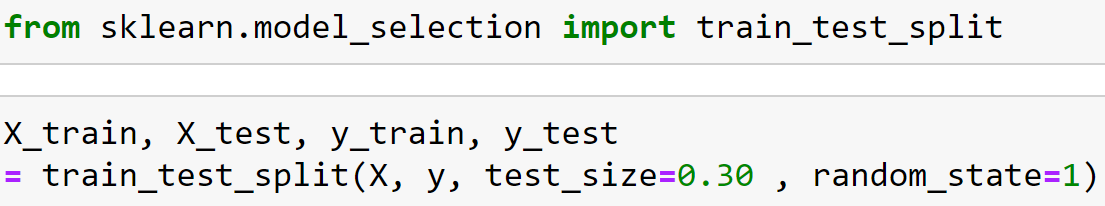 from sklearn.model_selection import train_test_split
X_train, X_test, y_train, y_test
= train_test_split(X, y, test_size=0.30 , random_state=1)